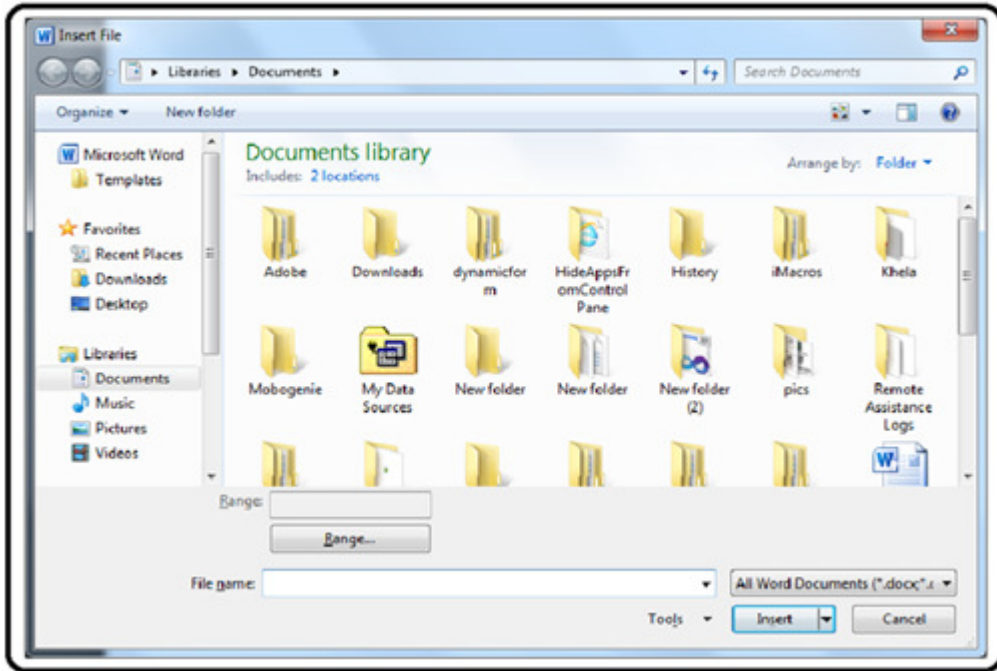 Insert File
Libraries Documents
Search Documents
Organize New folder
Microsoft Word
Templates
Favorites
Recent Places
Downloads
Desktop
Libraries
Documents
Music
Pictures
Videos
Documents library
Includes: 2 locations
Arrange by: Folder
Adobe
Downloads
dynamicfor
m
HideAppsFr
omControl
Pane
History
iMacros
Khela
Mobogenie
My Data
Sources
New folder
New folder
New folder
(2)
pics
Remote
Assistance
Logs
Range:
Range...
File name:
All Word Documents (*.docx;*.d
Tools Insert Cancel